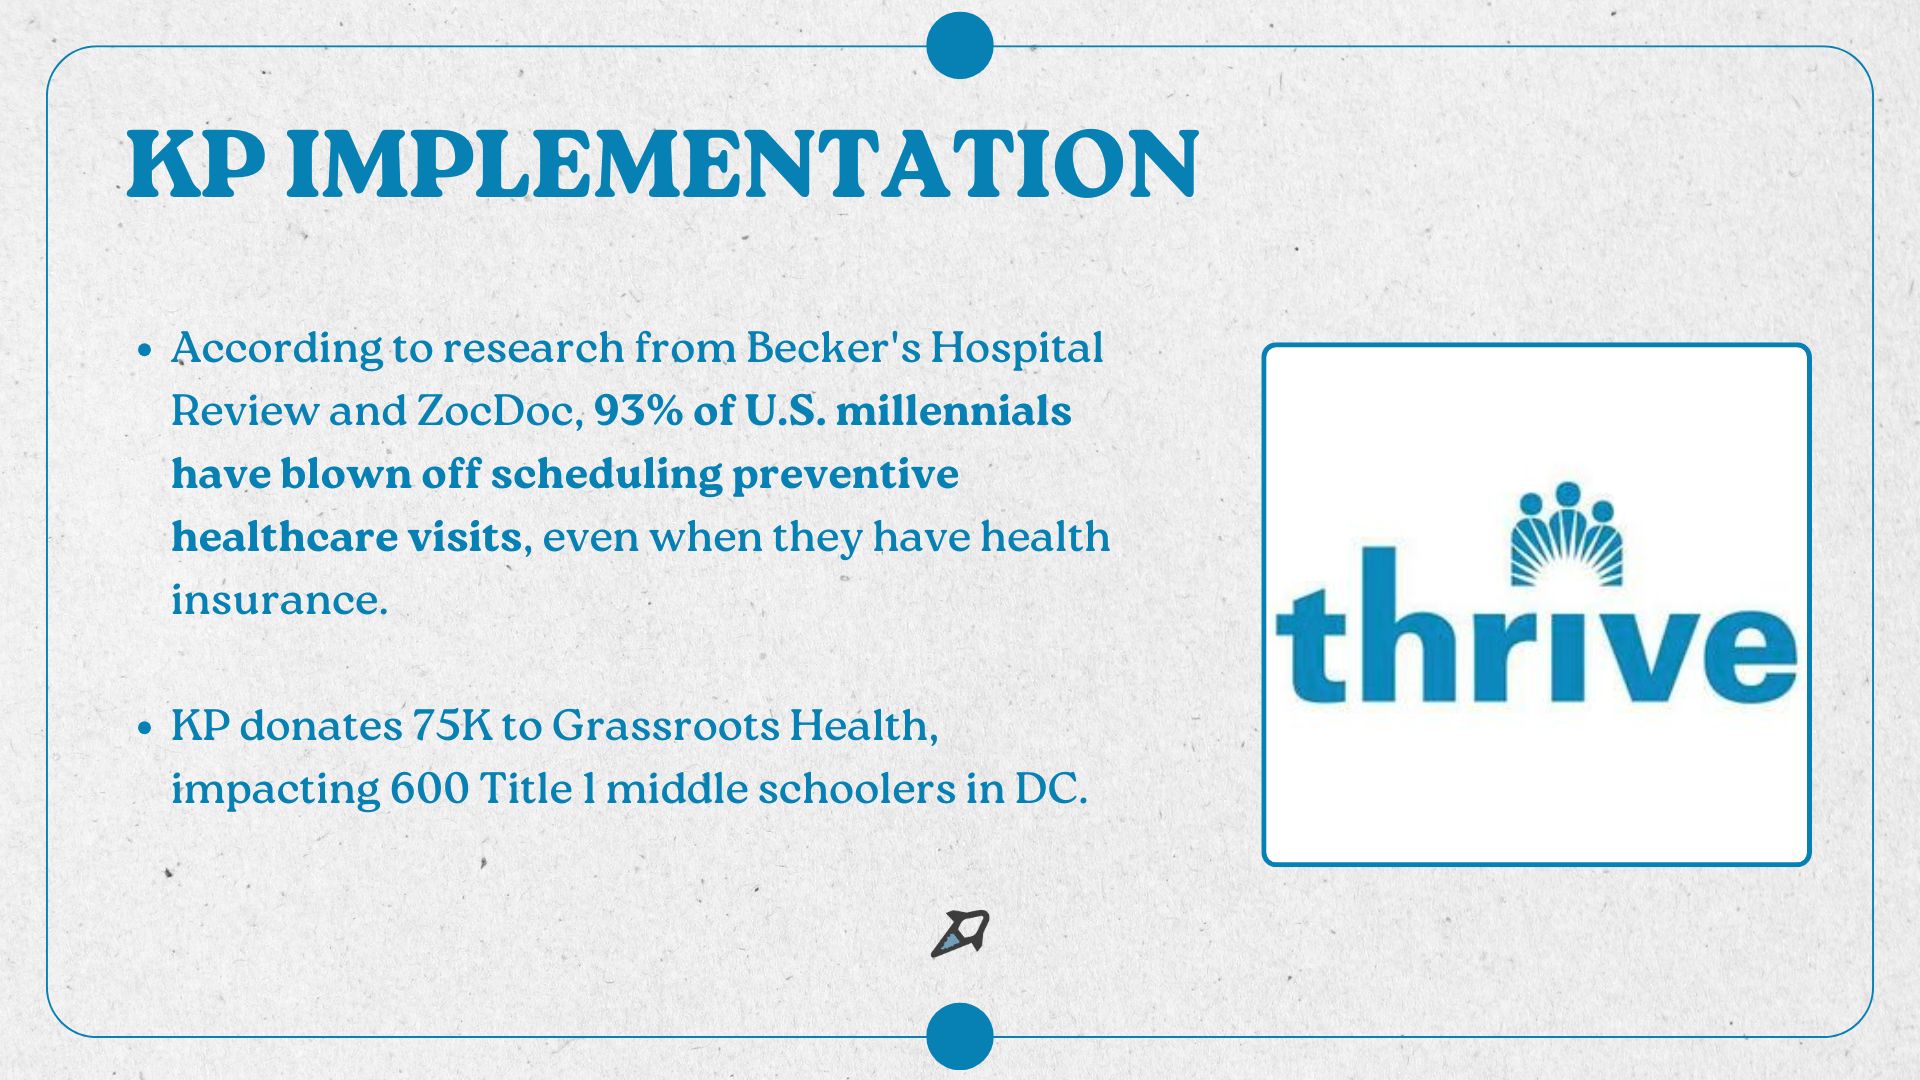 KP IMPLEMENTATION
• According to research from Becker's Hospital
Review and ZocDoc, 93% of U.S. millennials
have blown off scheduling preventive
healthcare visits, even when they have health
insurance.
• KP donates 75K to Grassroots Health,
impacting 600 Title 1 middle schoolers in DC.
thrive